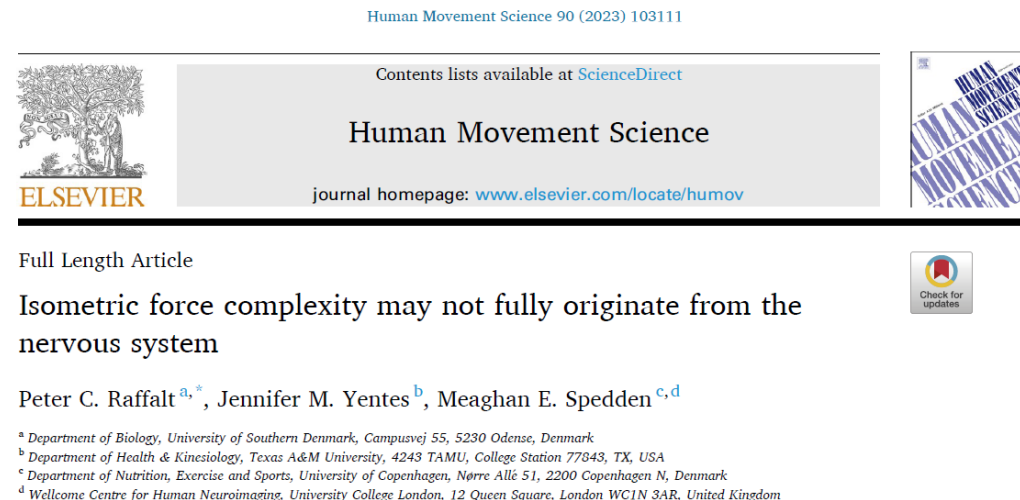 Human Movement Science 90 (2023) 103111
Contents lists available at ScienceDirect
Human Movement Science
journal homepage: www.elsevier.com/locate/humov
ELSEVIER
HUMAN
MOVEMENT
SCIENCE
HUMAN
MOVEMENT
SCIENCE
Full Length Article
Check for
updates
Isometric force complexity may not fully originate from the
nervous system
Peter C. Raffalt a,*, Jennifer M. Yentes b, Meaghan E. Spedden c,d
a Department of Biology, University of Southern Denmark, Campusvej 55, 5230 Odense, Denmark
b Department of Health & Kinesiology, Texas A&M University, 4243 TAMU, College Station 77843, TX, USA
c Department of Nutrition, Exercise and Sports, University of Copenhagen, Nørre Allé 51, 2200 Copenhagen N, Denmark
d Wellcome Centre for Human Neuroimaging, University College London, 12 Queen Square, London WC1N 3AR, United Kingdom